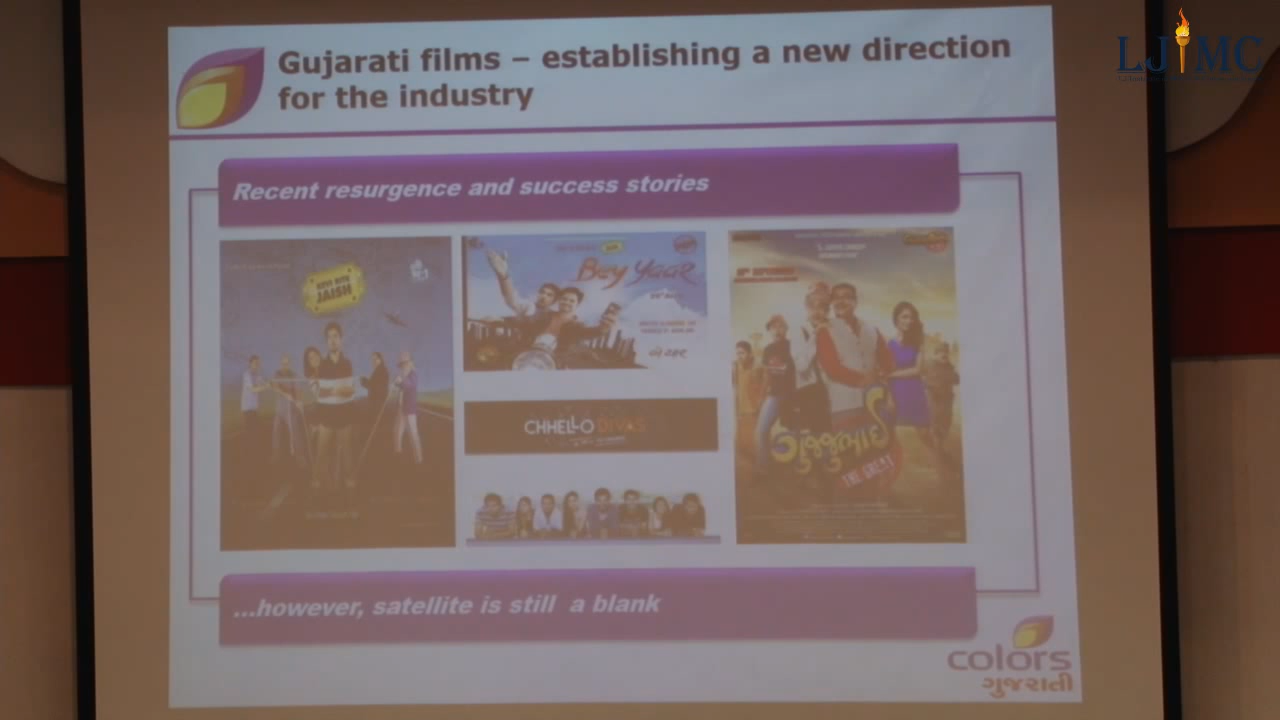 LJIMC
Gujarati films – establishing a new direction
for the industry
Recent resurgence and success stories
KEVI RITE
JAISH
Bey Yaar
બે યાર
CHHELLO DIVAS
ગુજ્જુભાઈ
THE GREAT
...however, satellite is still a blank
colors
ગુજરાતી